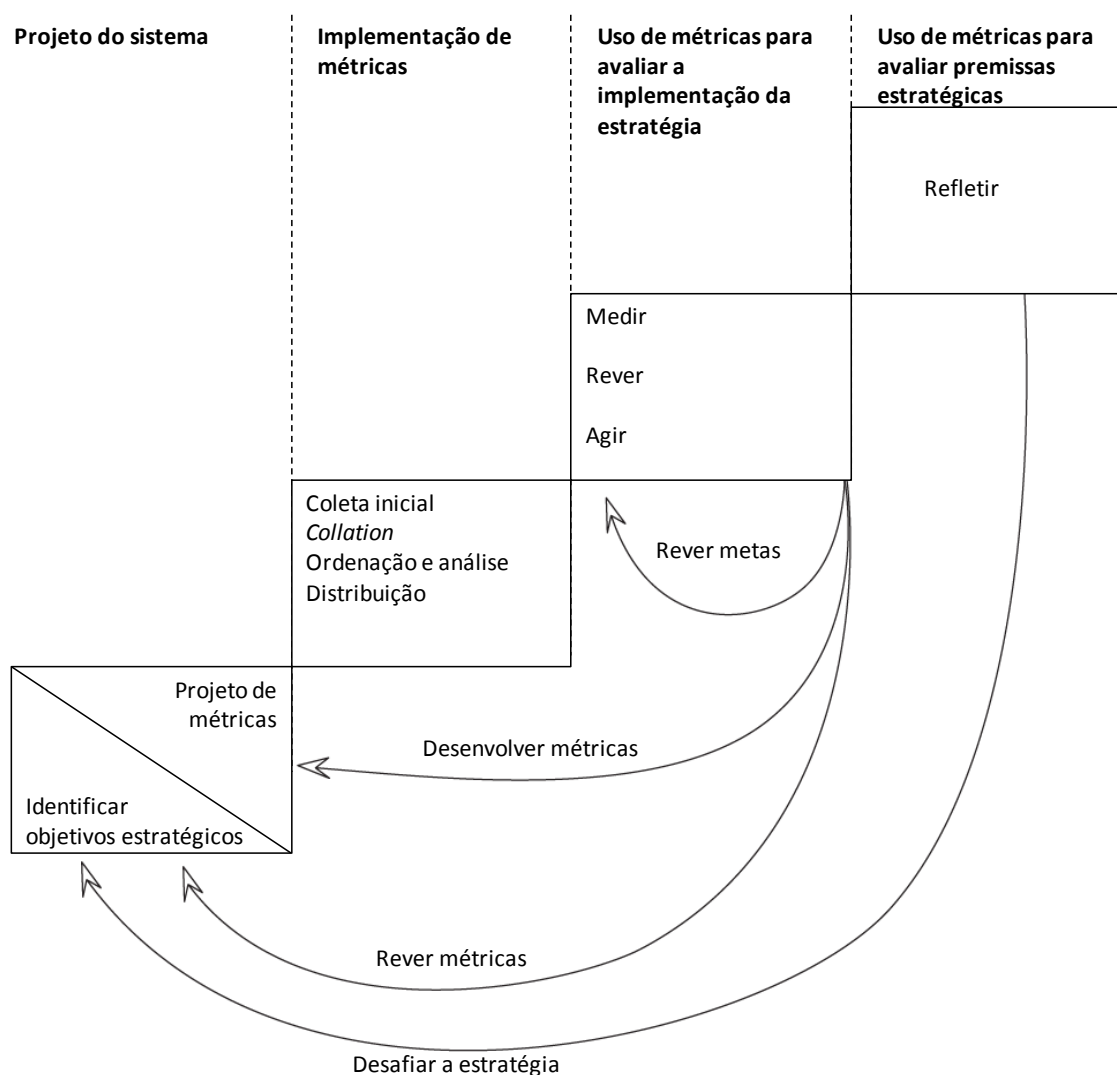 Projeto do sistema
Implementação de
métricas
Uso de métricas para
avaliar a
implementação da
estratégia
Uso de métricas para
avaliar premissas
estratégicas
Refletir
Medir
Rever
Agir
Coleta inicial
Collation
Ordenação e análise
Distribuição
Rever metas
Projeto de
métricas
Identificar
objetivos estratégicos
Desenvolver métricas
Rever métricas
Desafiar a estratégia